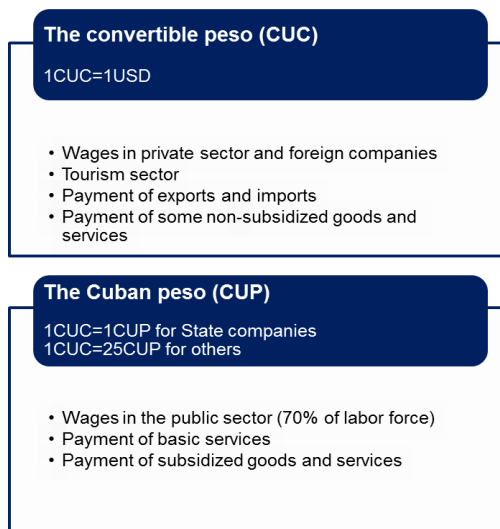 The convertible peso (CUC)
1CUC=1USD
• Wages in private sector and foreign companies
• Tourism sector
• Payment of exports and imports
• Payment of some non-subsidized goods and
services
The Cuban peso (CUP)
1CUC=1CUP for State companies
1CUC=25CUP for others
• Wages in the public sector (70% of labor force)
• Payment of basic services
• Payment of subsidized goods and services